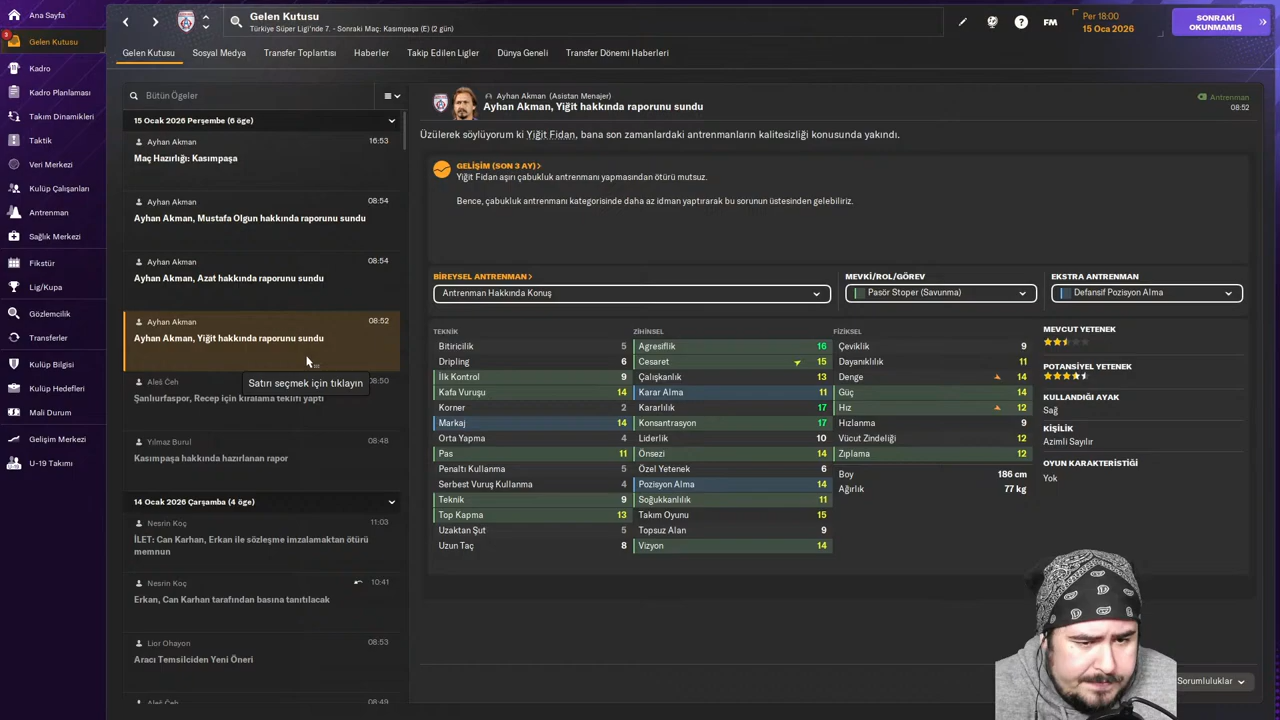 Ana Sayfa
3
Gelen Kutusu
Kadro
Kadro Planlaması
Takım Dinamikleri
Taktik
Veri Merkezi
Kulüp Çalışanları
Antrenman
Sağlık Merkezi
Fikstür
Lig/Kupa
Gözlemcilik
Transferler
Kulüp Bilgisi
Kulüp Hedefleri
Mali Durum
Gelişim Merkezi
U-19 Takımı
Gelen Kutusu
Türkiye Süper Ligi'nde 7. - Sonraki Maç: Kasımpaşa (E) (2 gün)
FM
Per 18:00
15 Oca 2026
SONRAKİ
OKUNMAMIŞ
Gelen Kutusu Sosyal Medya Transfer Toplantısı Haberler Takip Edilen Ligler Dünya Geneli Transfer Dönemi Haberleri
Bütün Ögeler
15 Ocak 2026 Perşembe (6 öge)
Ayhan Akman 16:53
Maç Hazırlığı: Kasımpaşa
Ayhan Akman 08:54
Ayhan Akman, Mustafa Olgun hakkında raporunu sundu
Ayhan Akman 08:54
Ayhan Akman, Azat hakkında raporunu sundu
Ayhan Akman 08:52
Ayhan Akman, Yiğit hakkında raporunu sundu
Aleš Čeh 08:50
Satırı seçmek için tıklayın
Şanlıurfaspor, Recep için kiralama teklifi yaptı
Yılmaz Burul 08:48
Kasımpaşa hakkında hazırlanan rapor
14 Ocak 2026 Çarşamba (4 öge)
Nesrin Koç 11:03
İLET: Can Karhan, Erkan ile sözleşme imzalamaktan ötürü
memnun
Nesrin Koç 10:41
Erkan, Can Karhan tarafından basına tanıtılacak
Lior Ohayon 08:53
Aracı Temsilciden Yeni Öneri
Aleš Čeh 08:49
Ayhan Akman (Asistan Menajer)
Ayhan Akman, Yiğit hakkında raporunu sundu
Antrenman
08:52
Üzülerek söylüyorum ki Yiğit Fidan, bana son zamanlardaki antrenmanların kalitesizliği konusunda yakındı.
GELİŞİM (SON 3 AY)
Yiğit Fidan aşırı çabukluk antrenmanı yapmasından ötürü mutsuz.
Bence, çabukluk antrenmanı kategorisinde daha az idman yaptırarak bu sorunun üstesinden gelebiliriz.
BİREYSEL ANTRENMAN
Antrenman Hakkında Konuş
MEVKİ/ROL/GÖREV
Pasör Stoper (Savunma)
EKSTRA ANTRENMAN
Defansif Pozisyon Alma
TEKNİK
Bitiricilik 5
Dripling 6
İlk Kontrol 9
Kafa Vuruşu 14
Korner 2
Markaj 14
Orta Yapma 4
Pas 11
Penaltı Kullanma 5
Serbest Vuruş Kullanma 4
Teknik 9
Top Kapma 13
Uzaktan Şut 5
Uzun Taç 8
ZİHİNSEL
Agresiflik 16
Cesaret 15
Çalışkanlık 13
Karar Alma 11
Kararlılık 17
Konsantrasyon 17
Liderlik 10
Önsezi 14
Özel Yetenek 6
Pozisyon Alma 14
Soğukkanlılık 11
Takım Oyunu 15
Topsuz Alan 9
Vizyon 14
FİZİKSEL
Çeviklik 9
Dayanıklılık 11
Denge 14
Güç 14
Hız 12
Hızlanma 9
Vücut Zindeliği 12
Zıplama 12
Boy 186 cm
Ağırlık 77 kg
MEVCUT YETENEK
POTANSİYEL YETENEK
KULLANDIĞI AYAK
Sağ
KİŞİLİK
Azimli Sayılır
OYUN KARAKTERİSTİĞİ
Yok
Sorumluluklar